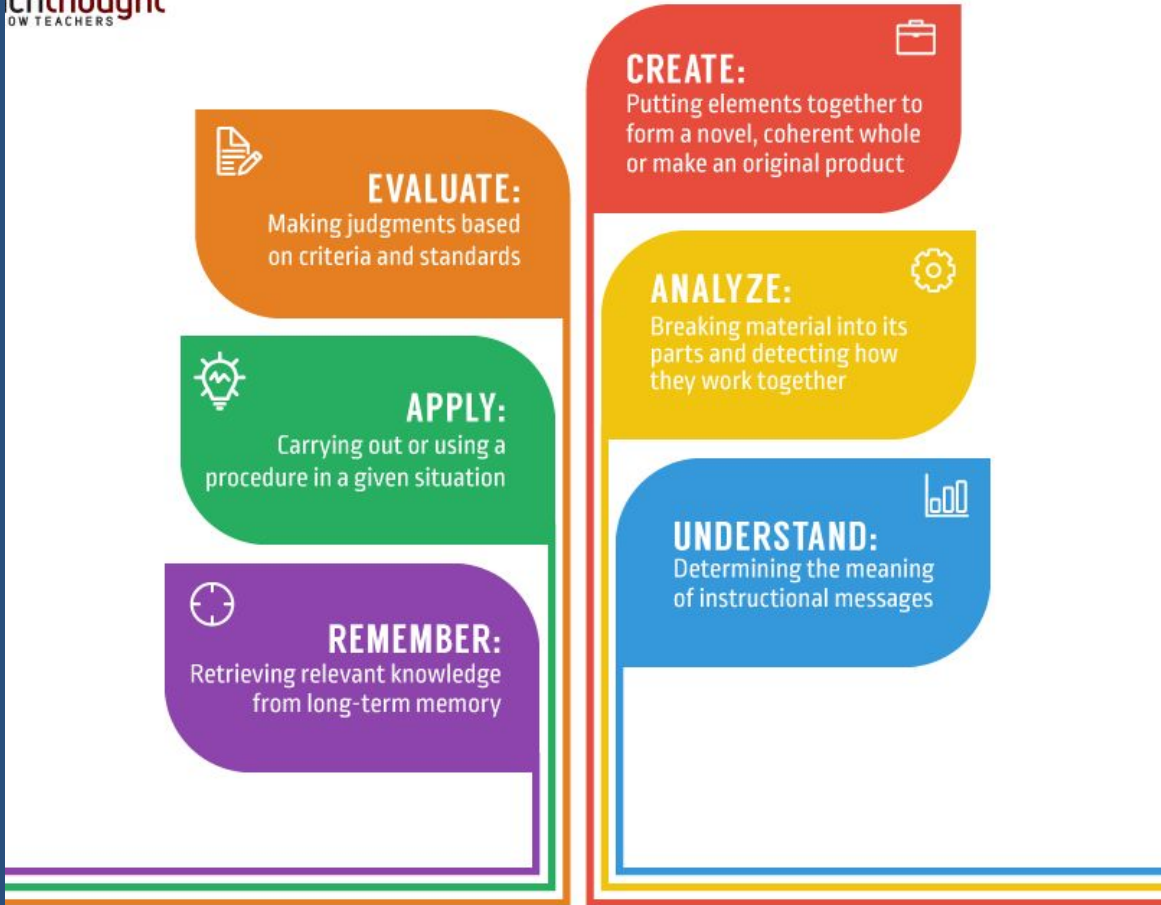 OW TEACHERS
CREATE:
Putting elements together to
form a novel, coherent whole
or make an original product
EVALUATE:
Making judgments based
on criteria and standards
ANALYZE:
Breaking material into its
parts and detecting how
they work together
APPLY:
Carrying out or using a
procedure in a given situation
UNDERSTAND:
Determining the meaning
of instructional messages
REMEMBER:
Retrieving relevant knowledge
from long-term memory